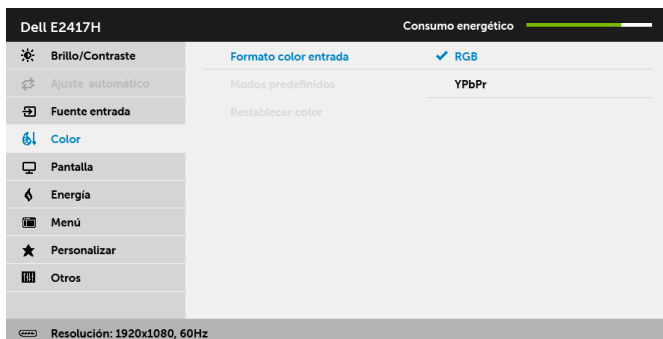 Dell E2417H
Consumo energético
Brillo/Contraste
Formato color entrada
RGB
Ajuste automático
Modos predefinidos
YPbPr
Fuente entrada
Restablecer color
Color
Pantalla
Energía
Menú
Personalizar
Otros
Resolución: 1920x1080, 60Hz